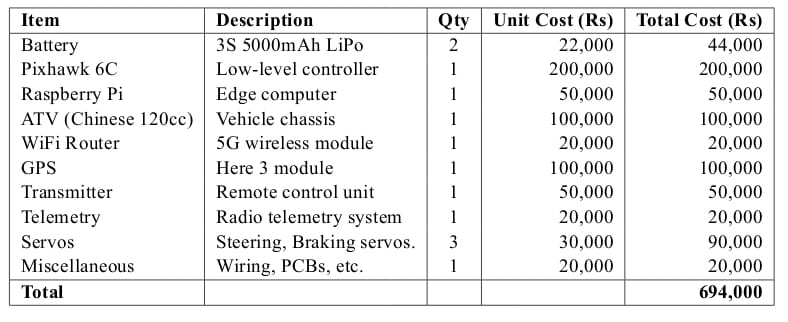 Item Description Qty Unit Cost (Rs) Total Cost (Rs)
Battery 3S 5000mAh LiPo 2 22,000 44,000
Pixhawk 6C Low-level controller 1 200,000 200,000
Raspberry Pi Edge computer 1 50,000 50,000
ATV (Chinese 120cc) Vehicle chassis 1 100,000 100,000
WiFi Router 5G wireless module 1 20,000 20,000
GPS Here 3 module 1 100,000 100,000
Transmitter Remote control unit 1 50,000 50,000
Telemetry Radio telemetry system 1 20,000 20,000
Servos Steering, Braking servos. 3 30,000 90,000
Miscellaneous Wiring, PCBs, etc. 1 20,000 20,000
Total 694,000